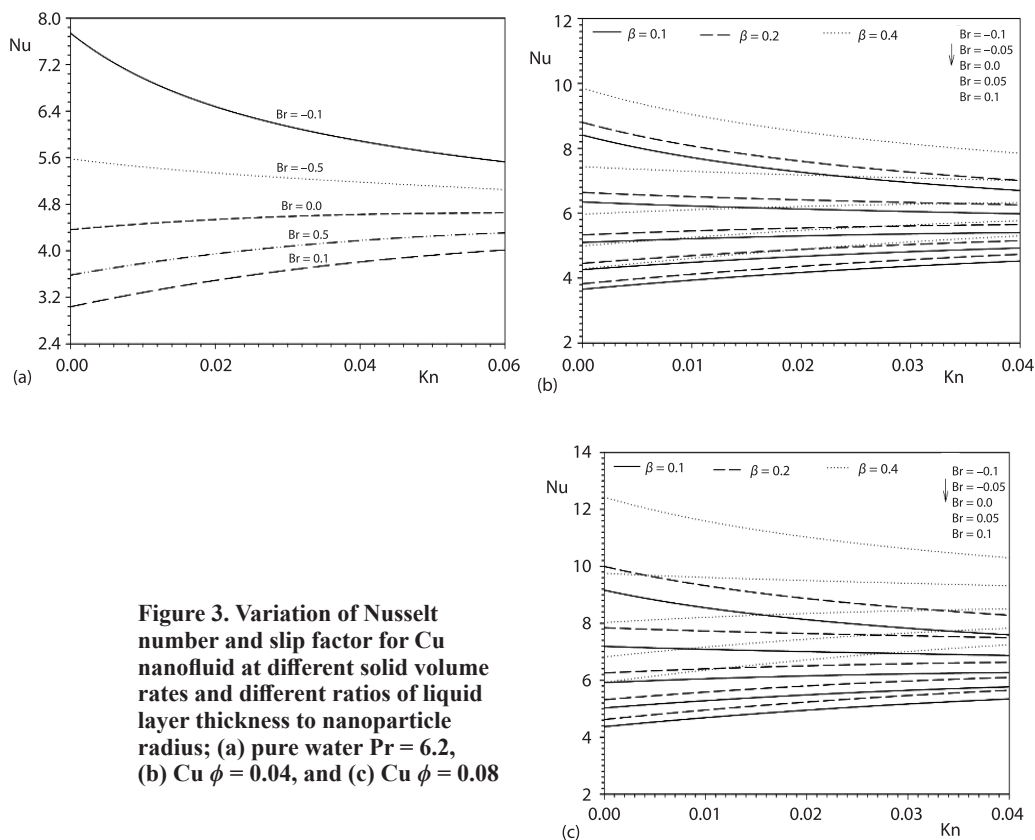 8.0
Nu
7.2
6.4
5.6
4.8
4.0
3.2
2.4
Br = –0.1
Br = –0.5
Br = 0.0
Br = 0.5
Br = 0.1
0.00
0.02
0.04
0.06
Kn
(a)
12
Nu
10
8
6
4
2
β = 0.1
β = 0.2
β = 0.4
Br = –0.1
Br = –0.05
Br = 0.0
Br = 0.05
Br = 0.1
0.00
0.01
0.02
0.03
0.04
Kn
(b)
14
Nu
12
10
8
6
4
2
β = 0.1
β = 0.2
β = 0.4
Br = –0.1
Br = –0.05
Br = 0.0
Br = 0.05
Br = 0.1
0.00
0.01
0.02
0.03
0.04
Kn
(c)
Figure 3. Variation of Nusselt
number and slip factor for Cu
nanofluid at different solid volume
rates and different ratios of liquid
layer thickness to nanoparticle
radius; (a) pure water Pr = 6.2,
(b) Cu ϕ = 0.04, and (c) Cu ϕ = 0.08